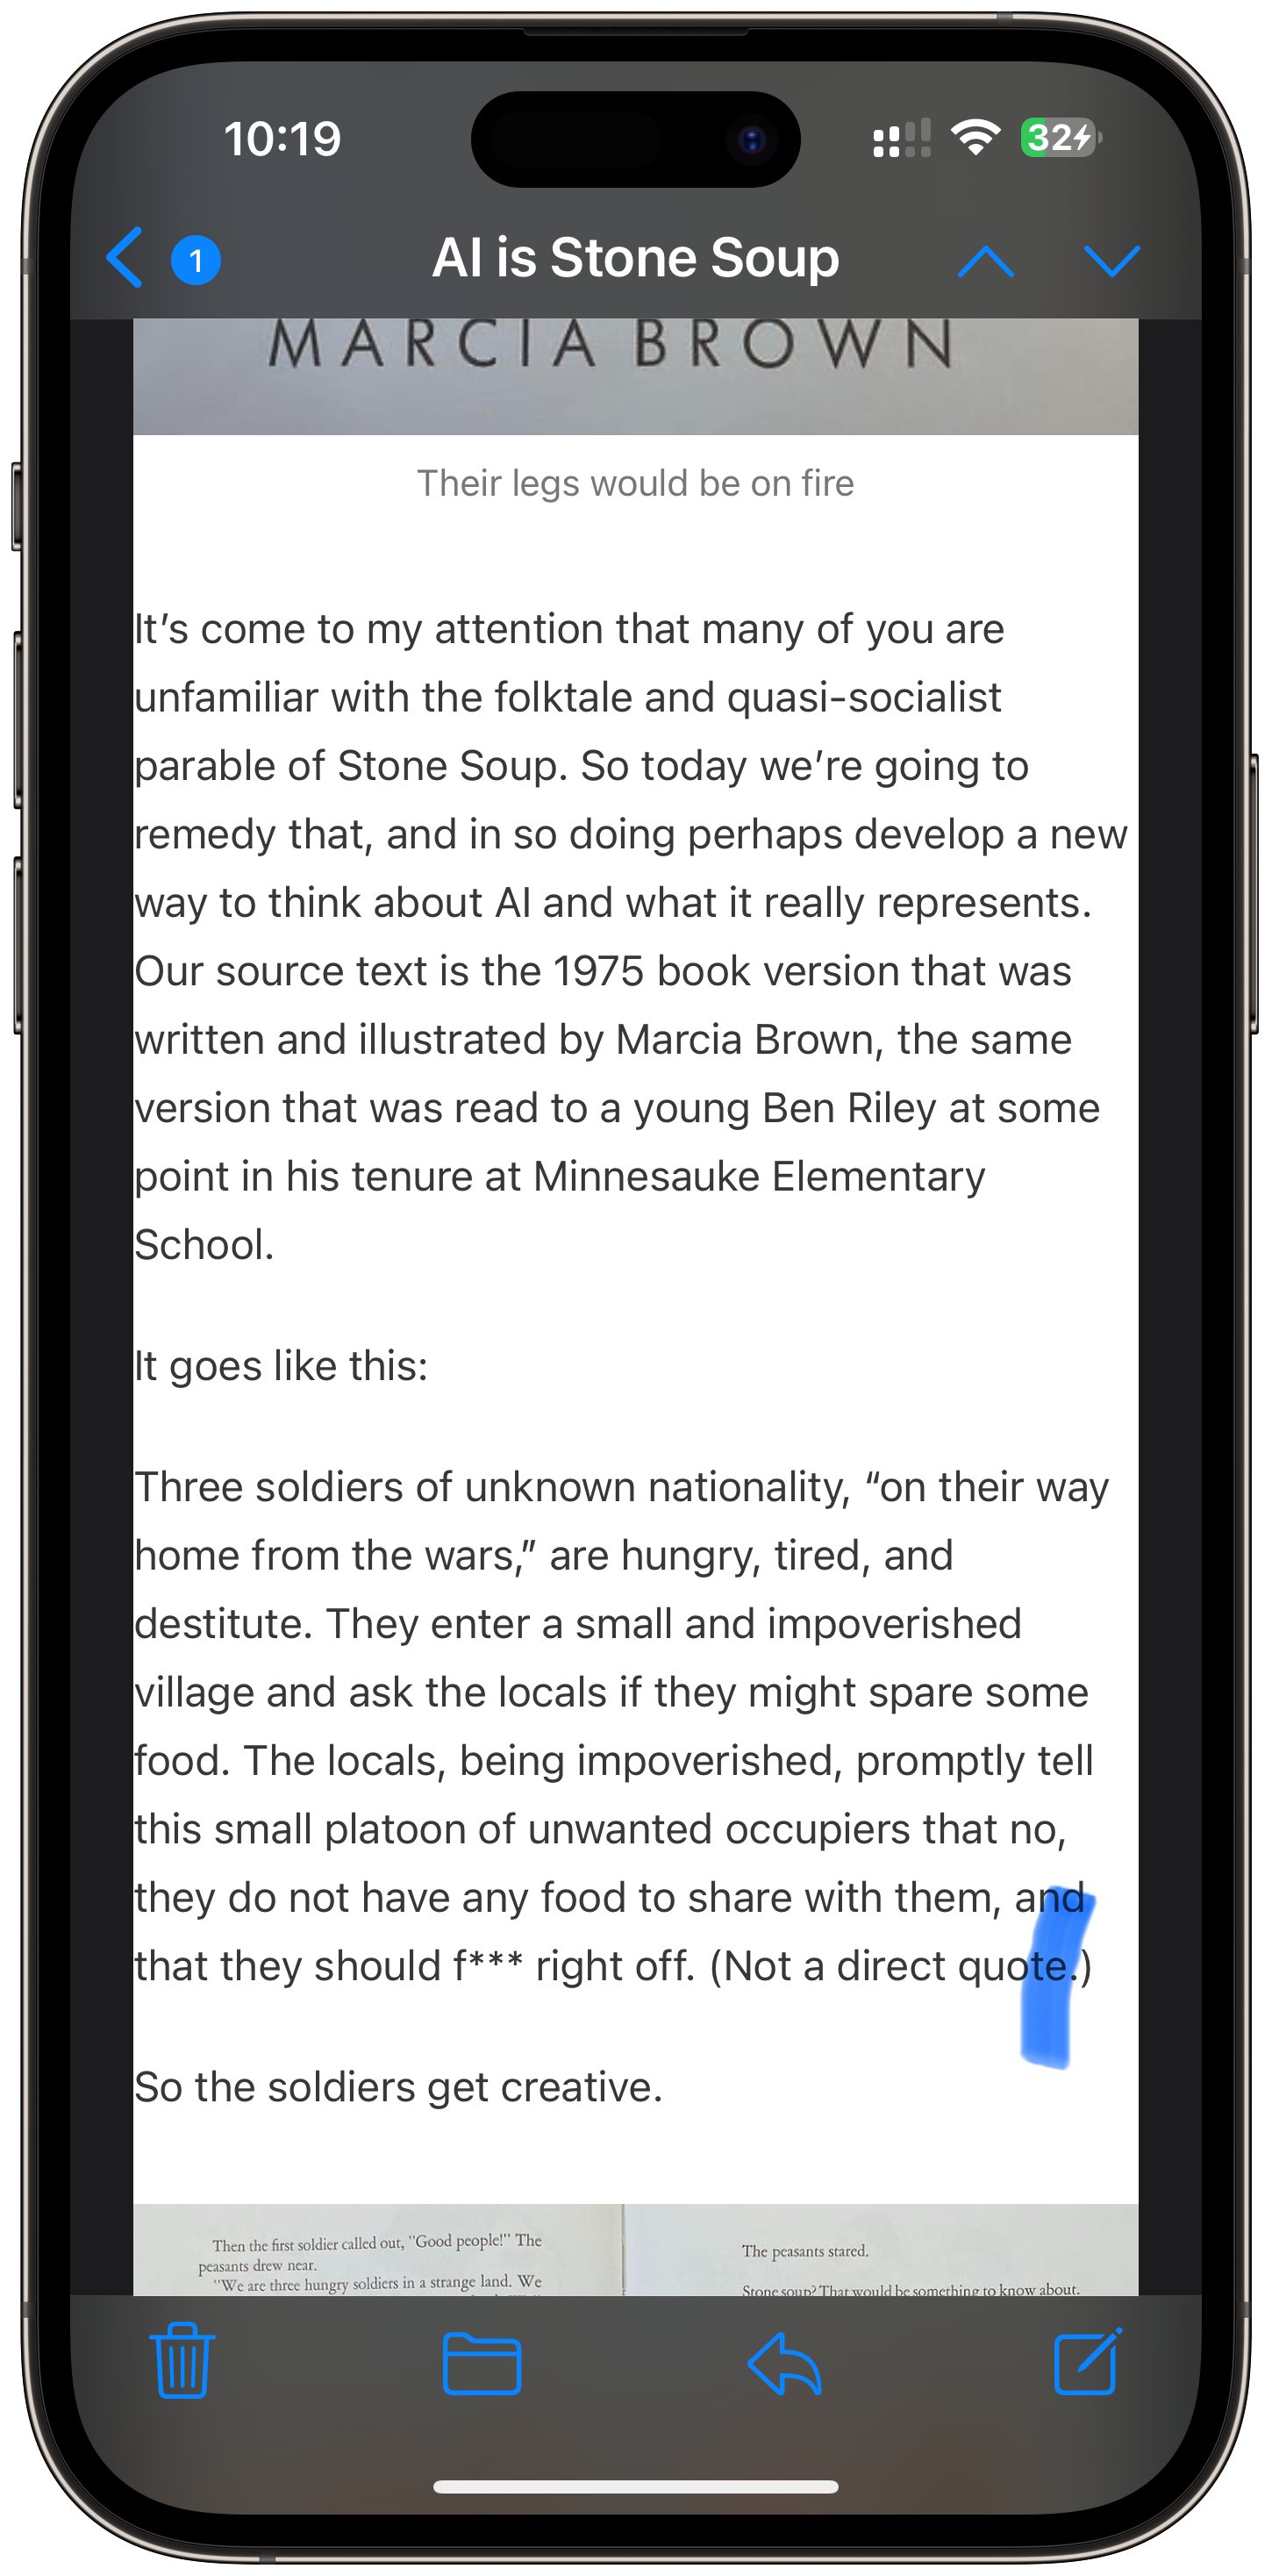 10:19
32
1
AI is Stone Soup
MARCIA BROWN
Their legs would be on fire
It’s come to my attention that many of you are
unfamiliar with the folktale and quasi-socialist
parable of Stone Soup. So today we’re going to
remedy that, and in so doing perhaps develop a new
way to think about AI and what it really represents.
Our source text is the 1975 book version that was
written and illustrated by Marcia Brown, the same
version that was read to a young Ben Riley at some
point in his tenure at Minnesauke Elementary
School.
It goes like this:
Three soldiers of unknown nationality, “on their way
home from the wars,” are hungry, tired, and
destitute. They enter a small and impoverished
village and ask the locals if they might spare some
food. The locals, being impoverished, promptly tell
this small platoon of unwanted occupiers that no,
they do not have any food to share with them, and
that they should f*** right off. (Not a direct quote.)
So the soldiers get creative.
Then the first soldier called out, "Good people!" The
peasants drew near.
"We are three hungry soldiers in a strange land. We
The peasants stared.
Stone soup? That would be something to know about.